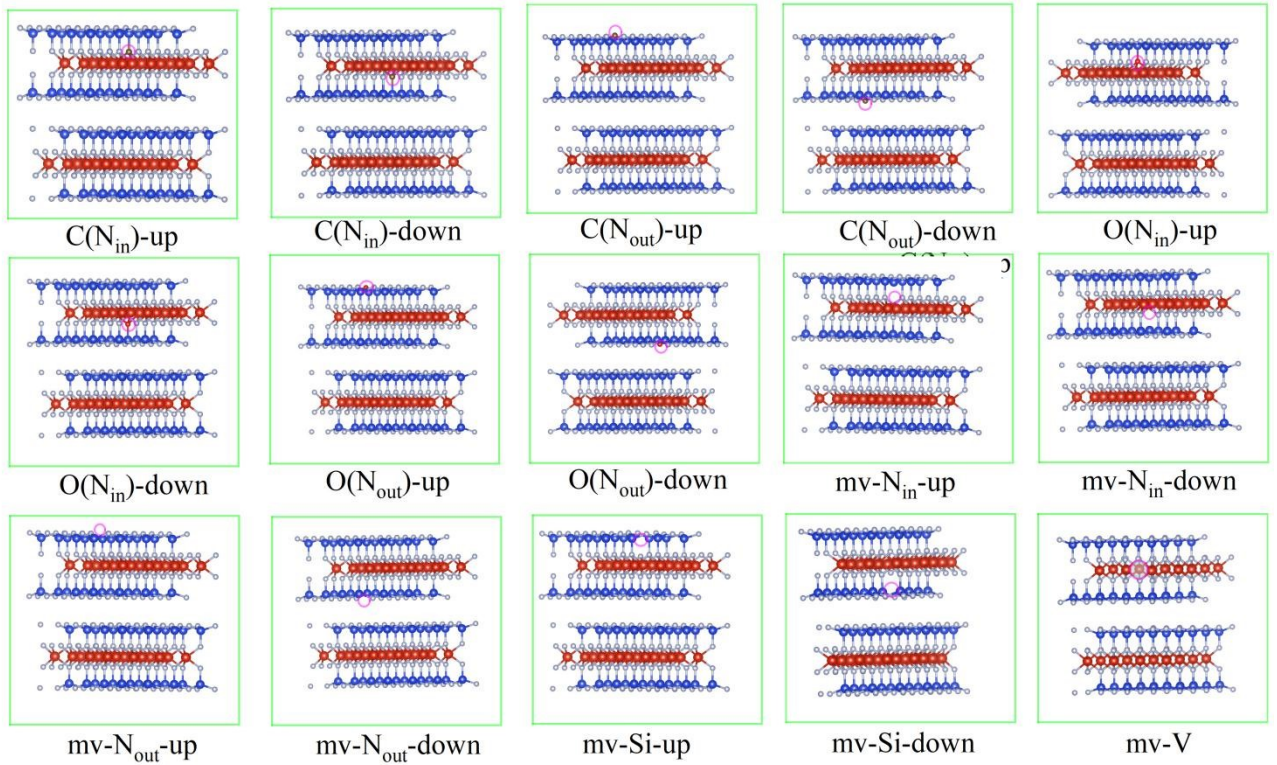 C(Nin)-up
C(Nin)-down
C(Nout)-up
C(Nout)-down
O(Nin)-up
p
O(Nin)-down
O(Nout)-up
O(Nout)-down
mv-Nin-up
mv-Nin-down
mv-Nout-up
mv-Nout-down
mv-Si-up
mv-Si-down
mv-V